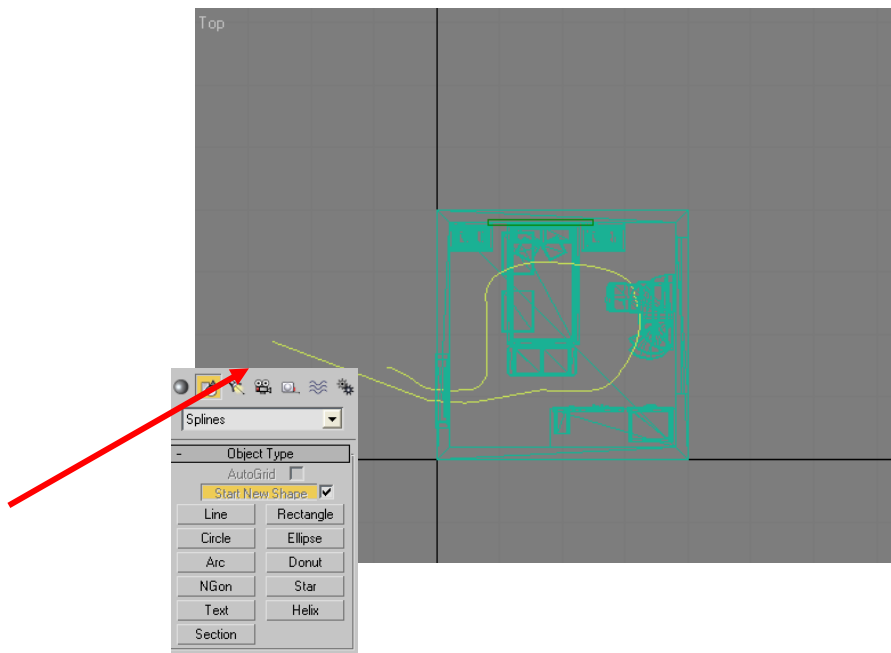 Top
Splines
- Object Type
AutoGrid
Start New Shape
Line Rectangle
Circle Ellipse
Arc Donut
NGon Star
Text Helix
Section